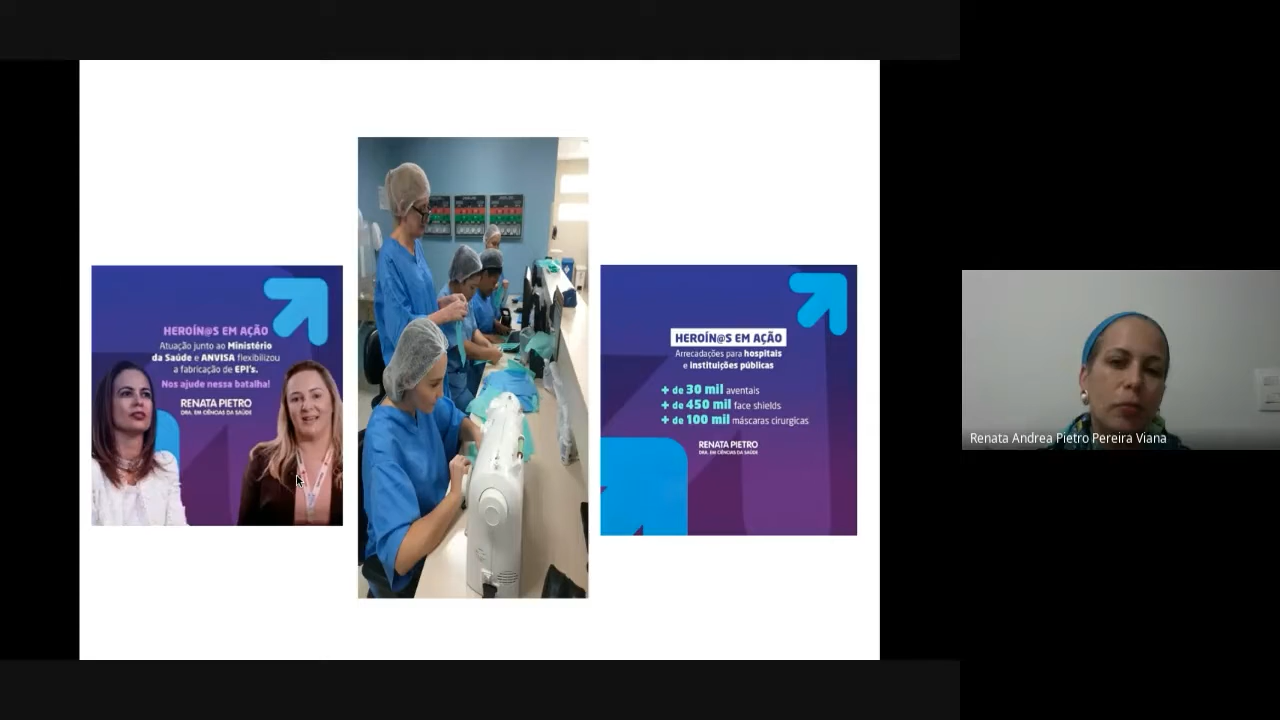 HEROÍN@S EM AÇÃO
Atuação junto ao Ministério
da Saúde e ANVISA flexibilizou
a fabricação de EPI's.
Nos ajude nessa batalha!
RENATA PIETRO
DRA. EM CIÊNCIAS DA SAÚDE
HEROÍN@S EM AÇÃO
Arrecadações para hospitais
e instituições públicas
+ de 30 mil aventais
+ de 450 mil face shields
+ de 100 mil máscaras cirurgicas
RENATA PIETRO
DRA. EM CIÊNCIAS DA SAÚDE
Renata Andrea Pietro Pereira Viana